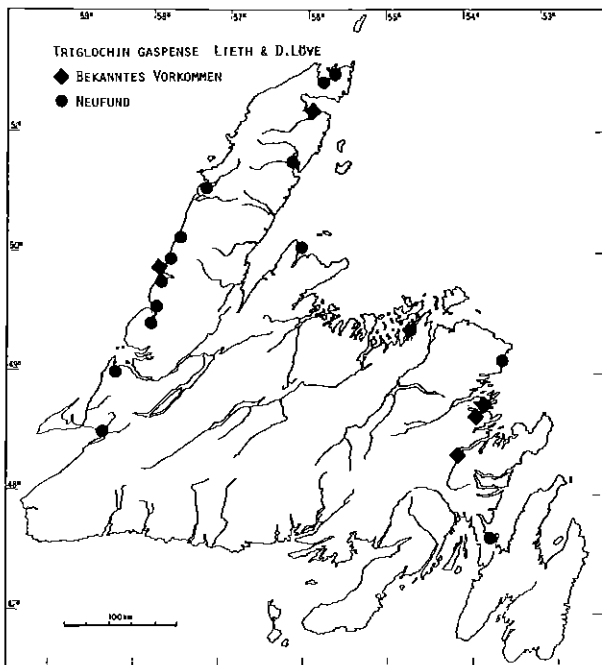 59° 58° 57° 56° 55° 54° 53°
TRIGLOCHIN GASPENSE LIETH & D.LÖVE
BEKANNTES VORKOMMEN
NEUFUND
50°
49°
48°
47°
100km